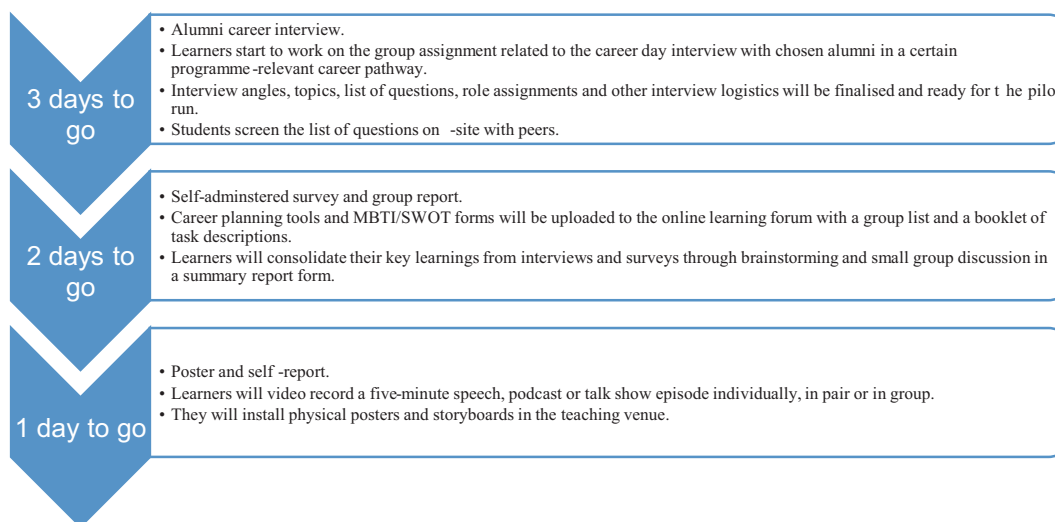 3 days to
go
• Alumni career interview.
• Learners start to work on the group assignment related to the career day interview with chosen alumni in a certain
programme -relevant career pathway.
• Interview angles, topics, list of questions, role assignments and other interview logistics will be finalised and ready for t he pilo
run.
• Students screen the list of questions on -site with peers.
2 days to
go
• Self-adminstered survey and group report.
• Career planning tools and MBTI/SWOT forms will be uploaded to the online learning forum with a group list and a booklet of
task descriptions.
• Learners will consolidate their key learnings from interviews and surveys through brainstorming and small group discussion in
a summary report form.
1 day to go
• Poster and self -report.
• Learners will video record a five-minute speech, podcast or talk show episode individually, in pair or in group.
• They will install physical posters and storyboards in the teaching venue.